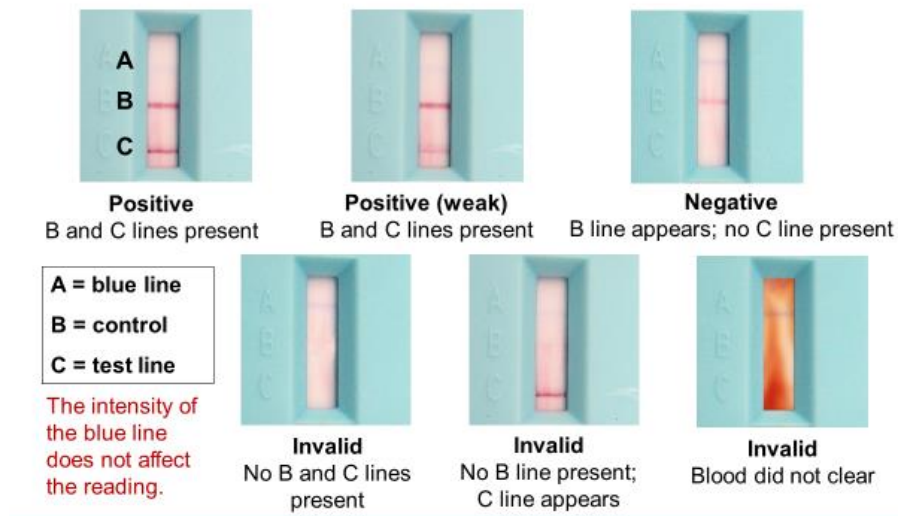 A
B
C
Positive
B and C lines present
Positive (weak)
B and C lines present
Negative
B line appears; no C line present
A = blue line
B = control
C = test line
The intensity of
the blue line
does not affect
the reading.
A
B
C
Invalid
No B and C lines
present
A
B
C
Invalid
No B line present;
C line appears
A
B
C
Invalid
Blood did not clear